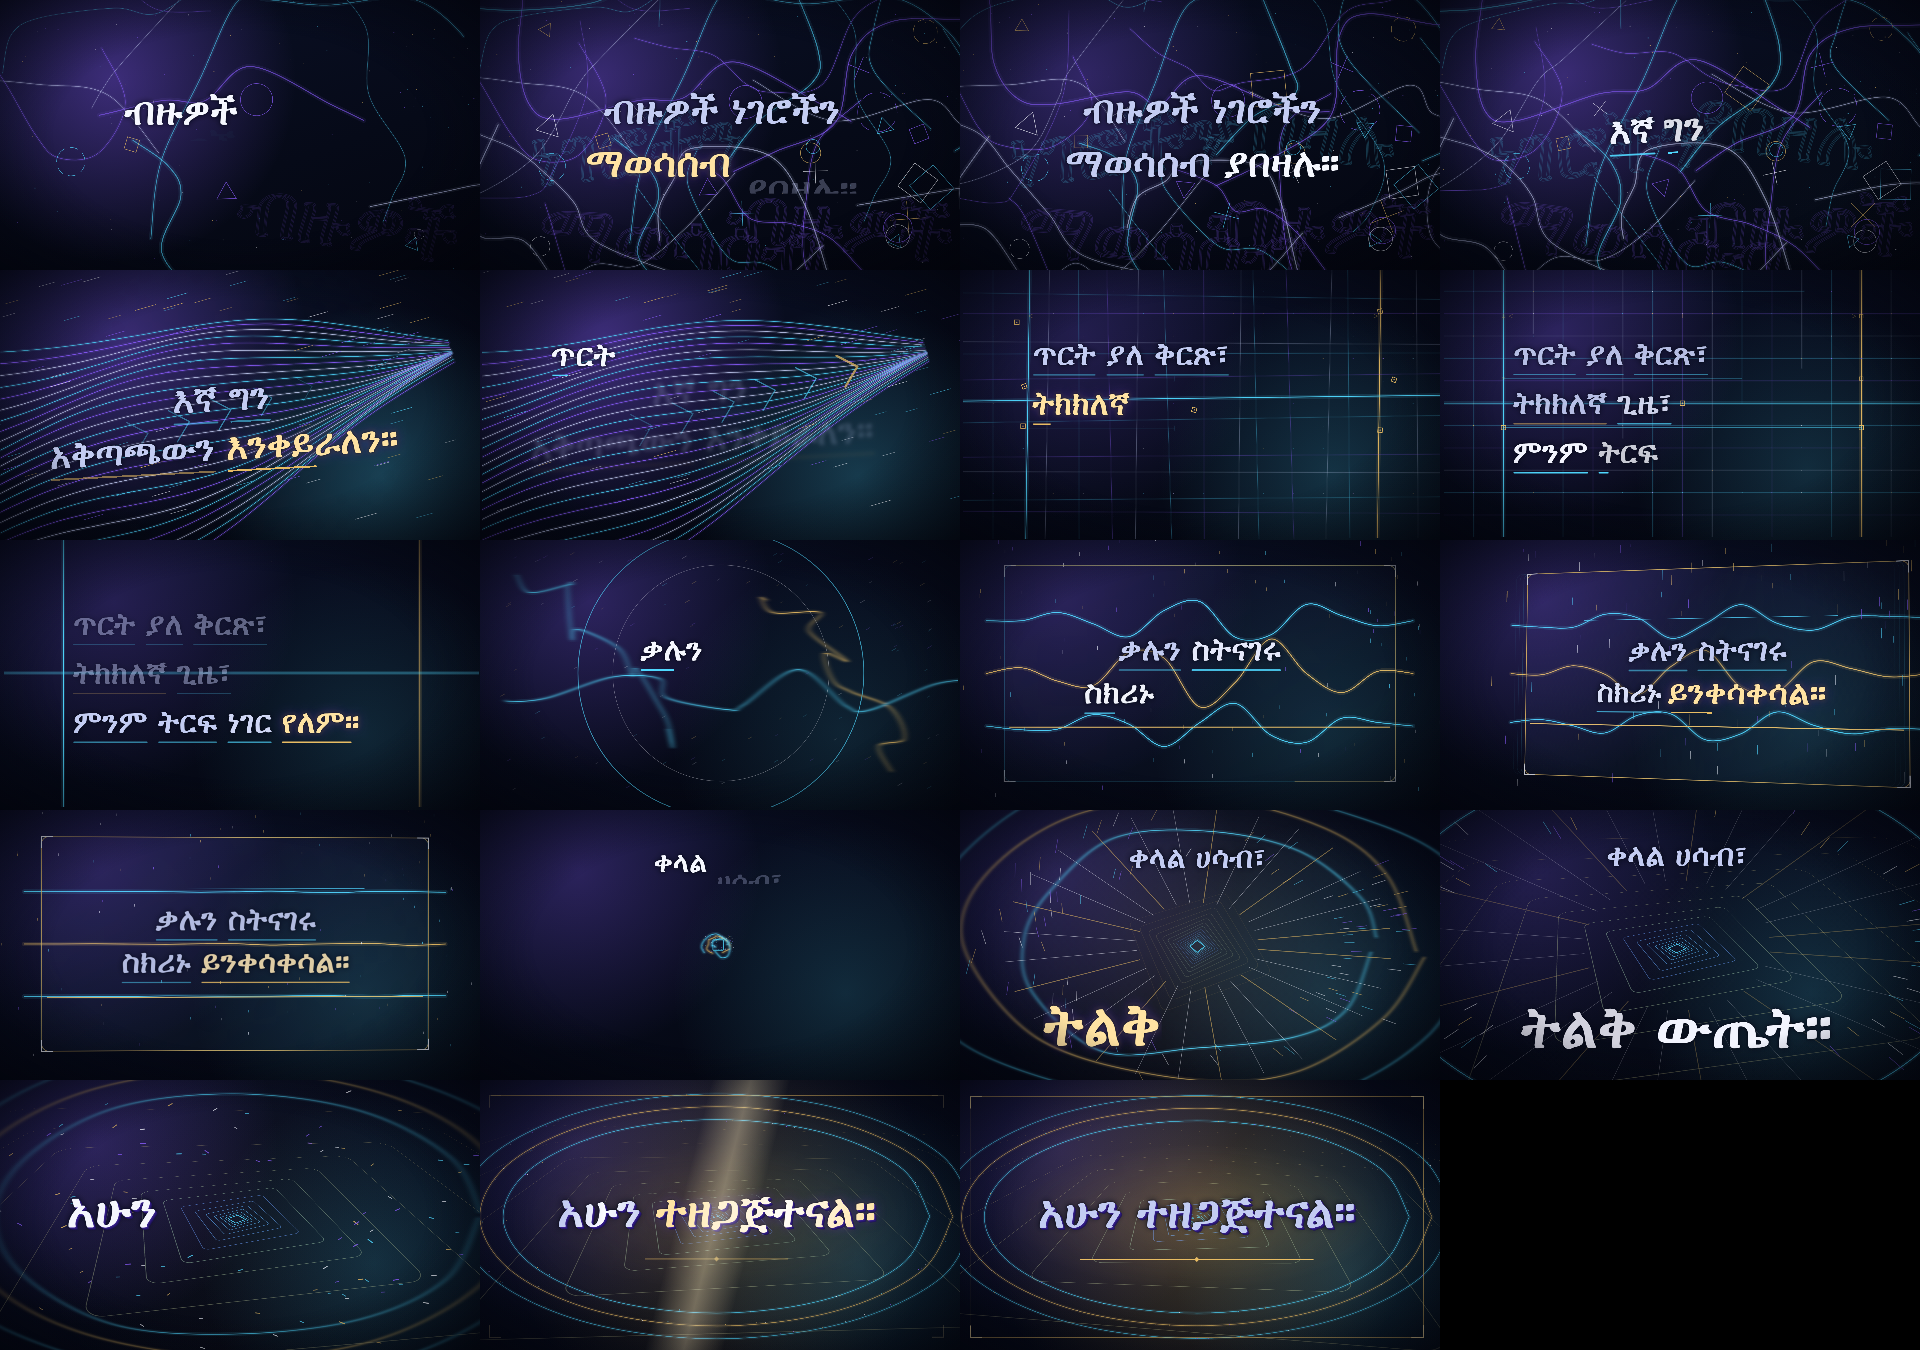 ብዙዎች
ብዙዎች ነገሮችን
ማወሳሰብ
ያበዛሉ።
ብዙዎች ነገሮችን
ማወሳሰብ ያበዛሉ።
እኛ ግን
እኛ ግን
አቅጣጫውን እንቀይራለን።
ጥርት
ጥርት ያለ ቅርጽ፣
ትክክለኛ
ጥርት ያለ ቅርጽ፣
ትክክለኛ ጊዜ፣
ምንም ትርፍ
ጥርት ያለ ቅርጽ፣
ትክክለኛ ጊዜ፣
ምንም ትርፍ ነገር የለም።
ቃሉን
ቃሉን ስትናገሩ
ስክሪኑ
ቃሉን ስትናገሩ
ስክሪኑ ይንቀሳቀሳል።
ቃሉን ስትናገሩ
ስክሪኑ ይንቀሳቀሳል።
ቀላል
ቀላል ሀሳብ፣
ትልቅ
ቀላል ሀሳብ፣
ትልቅ ውጤት።
አሁን
አሁን ተዘጋጅተናል።
አሁን ተዘጋጅተናል።